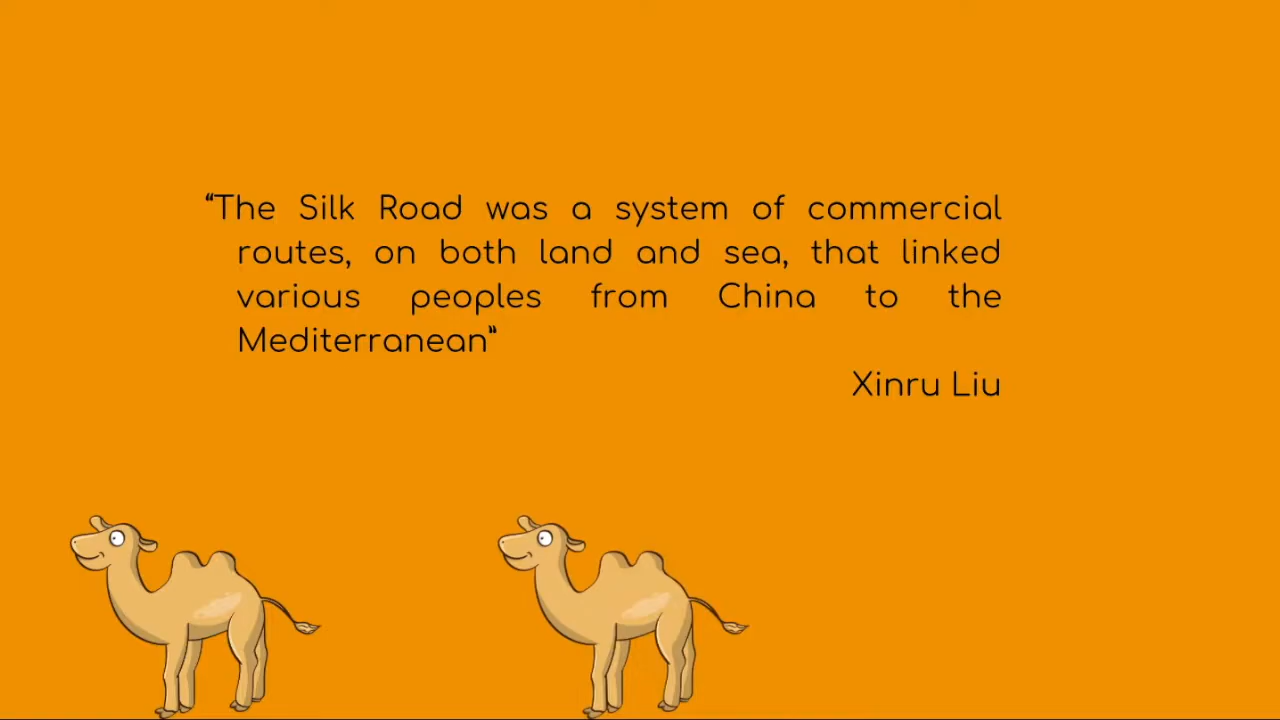 “The Silk Road was a system of commercial
routes, on both land and sea, that linked
various peoples from China to the
Mediterranean”
Xinru Liu